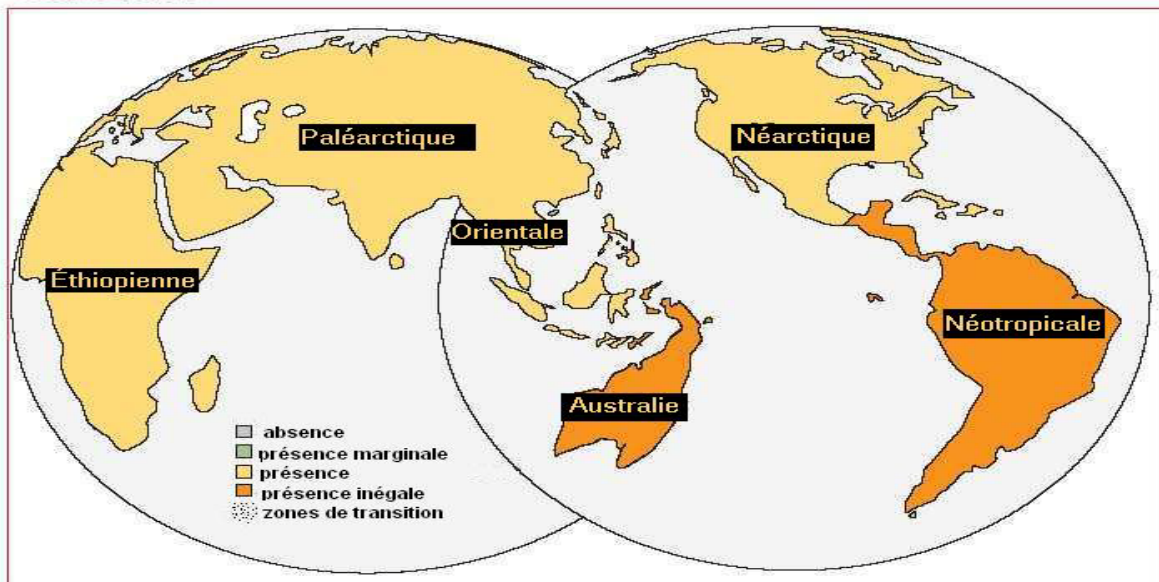 Paléarctique
Néarctique
Orientale
Éthiopienne
Néotropicale
Australie
absence
présence marginale
présence
présence inégale
zones de transition